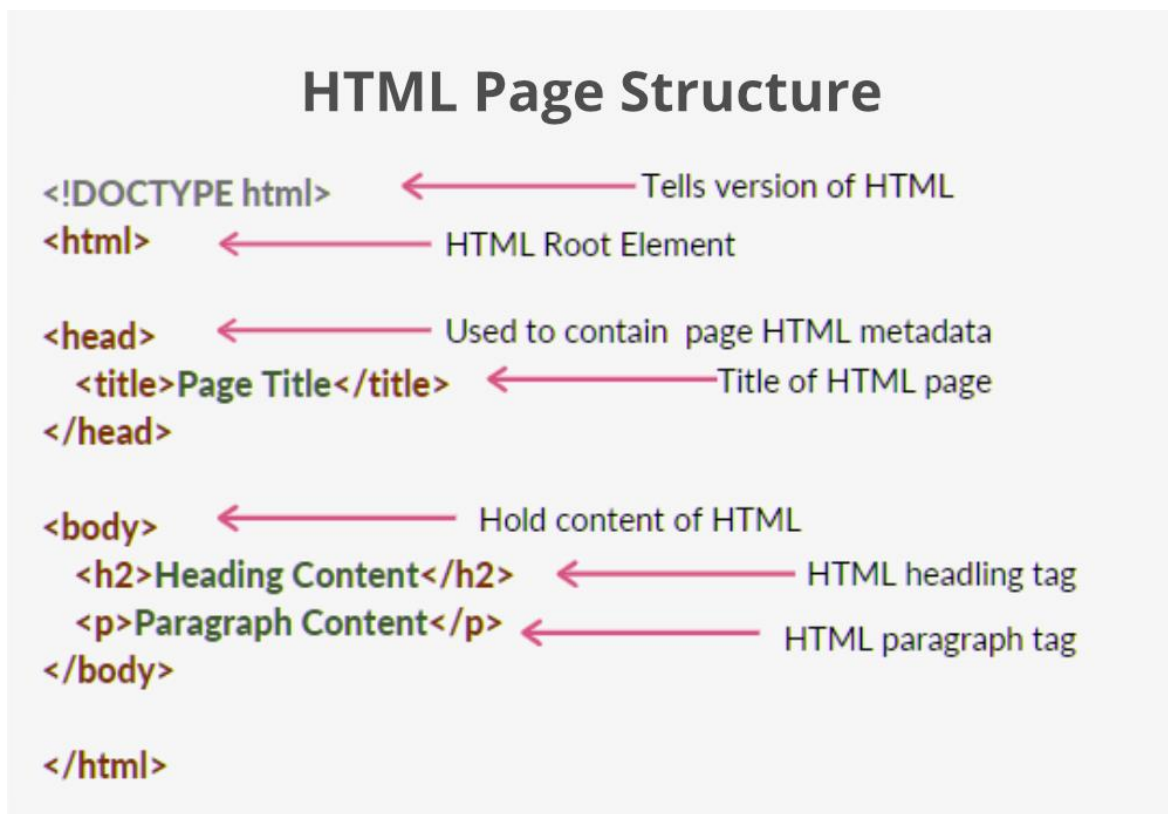 HTML Page Structure
<!DOCTYPE html> Tells version of HTML
<html> HTML Root Element
<head> Used to contain page HTML metadata
<title>Page Title</title> Title of HTML page
</head>
<body> Hold content of HTML
<h2>Heading Content</h2> HTML headling tag
<p>Paragraph Content</p> HTML paragraph tag
</body>
</html>